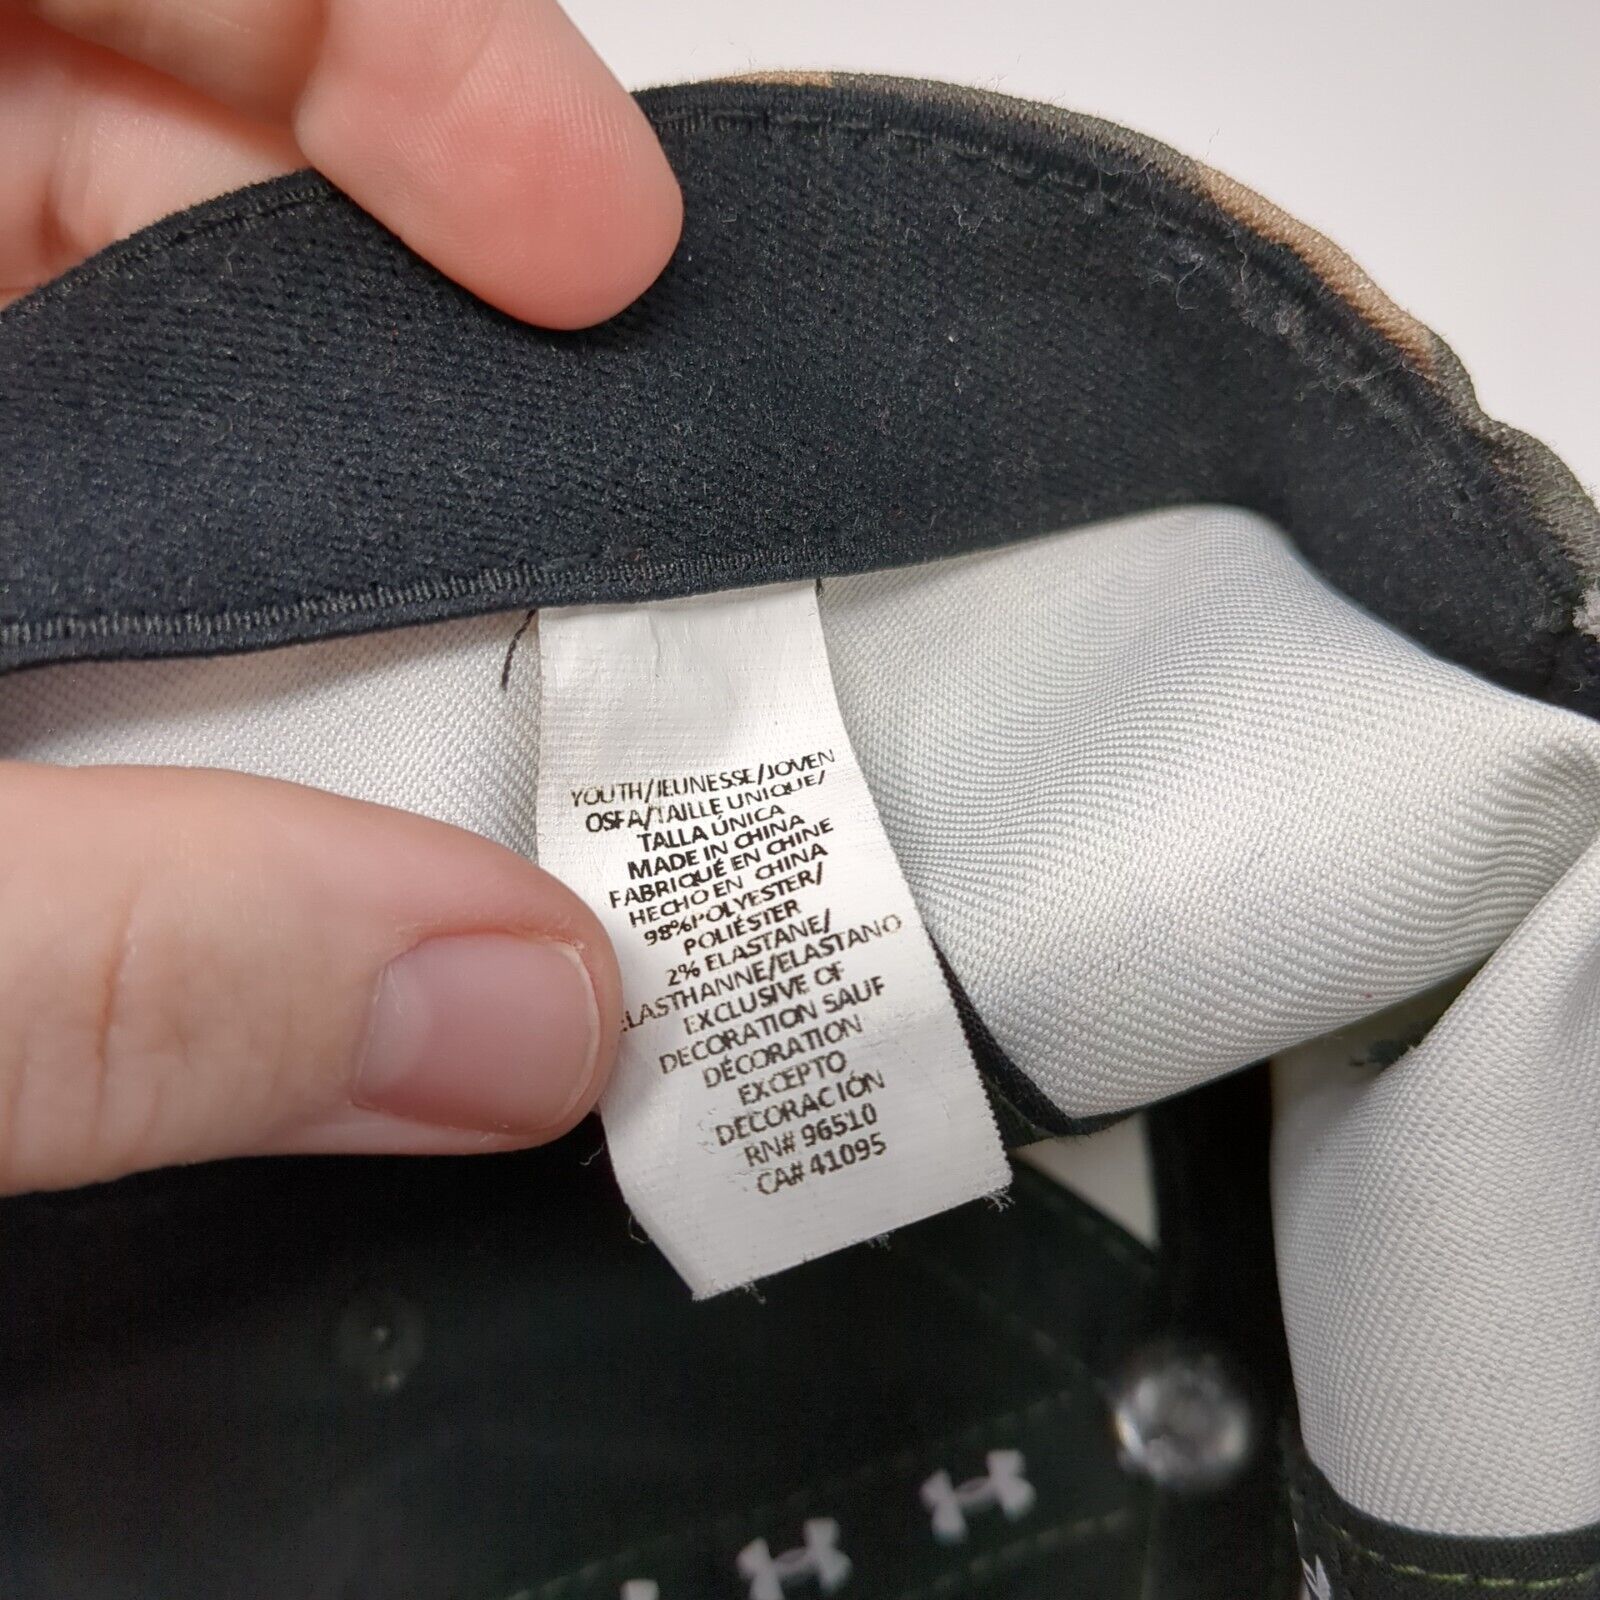 YOUTH/JEUNESSE/JOVEN
OSFA/TAILLE UNIQUE/
TALLA ÚNICA
MADE IN CHINA
FABRIQUÉ EN CHINE
HECHO EN CHINA
98%POLYESTER/
POLIÉSTER
2% ELASTANE/
ELASTHANNE/ELASTANO
EXCLUSIVE OF
DECORATION SAUF
DÉCORATION
EXCEPTO
DECORACIÓN
RN# 96510
CA# 41095